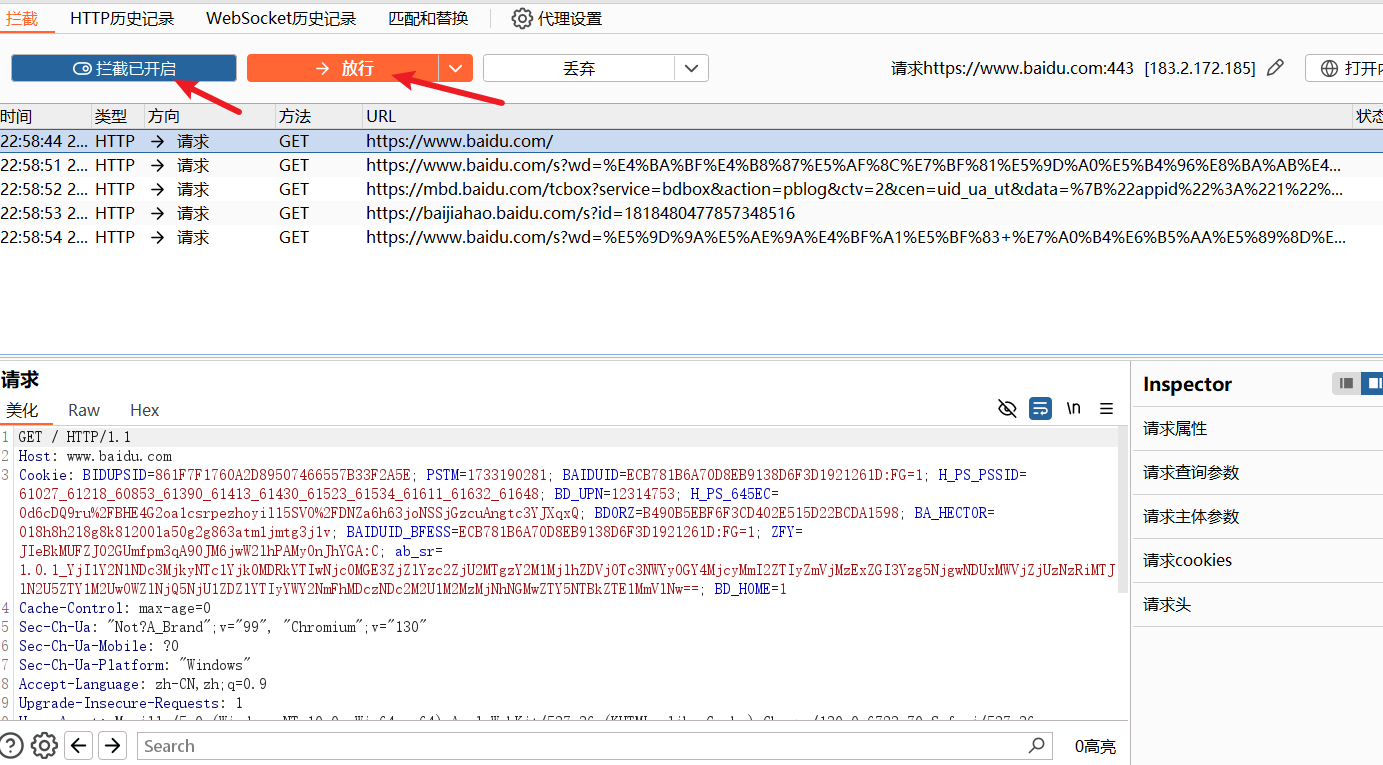 拦截 HTTP历史记录 WebSocket历史记录 匹配和替换 代理设置
拦截已开启 放行 丢弃 请求https://www.baidu.com:443 [183.2.172.185] 打开
时间 类型 方向 方法 URL 状态
22:58:44 2... HTTP → 请求 GET https://www.baidu.com/
22:58:51 2... HTTP → 请求 GET https://www.baidu.com/s?wd=%E4%BA%BF%E4%B8%87%E5%AF%8C%E7%BF%81%E5%9D%A0%E5%B4%96%E8%BA%AB%E4...
22:58:52 2... HTTP → 请求 GET https://mbd.baidu.com/tcbox?service=bdbox&action=pblog&ctv=2&cen=uid_ua_ut&data=%7B%22appid%22%3A%221%22%...
22:58:53 2... HTTP → 请求 GET https://baijiahao.baidu.com/s?id=1818480477857348516
22:58:54 2... HTTP → 请求 GET https://www.baidu.com/s?wd=%E5%9D%9A%E5%AE%9A%E4%BF%A1%E5%BF%83+%E7%A0%B4%E6%B5%AA%E5%89%8D%E...
请求
美化 Raw Hex \n
1 GET / HTTP/1.1
2 Host: www.baidu.com
3 Cookie: BIDUPSID=861F7F1760A2D89507466557B33F2A5E; PSTM=1733190281; BAIDUID=ECB781B6A70D8EB9138D6F3D1921261D:FG=1; H_PS_PSSID=
61027_61218_60853_61390_61413_61430_61523_61534_61611_61632_61648; BD_UPN=12314753; H_PS_645EC=
BDORZ=B490B5EBF6F3CD402E515D22BCDA1598; BA_HECTOR=
BAIDUID_BFESS=ECB781B6A70D8EB9138D6F3D1921261D:FG=1; ZFY=
ab_sr=
BD_HOME=1
4 Cache-Control: max-age=0
5 Sec-Ch-Ua: "Not?A_Brand";v="99", "Chromium";v="130"
6 Sec-Ch-Ua-Mobile: ?0
7 Sec-Ch-Ua-Platform: "Windows"
8 Accept-Language: zh-CN,zh;q=0.9
9 Upgrade-Insecure-Requests: 1
Inspector
请求属性
请求查询参数
请求主体参数
请求cookies
请求头
Search 0高亮